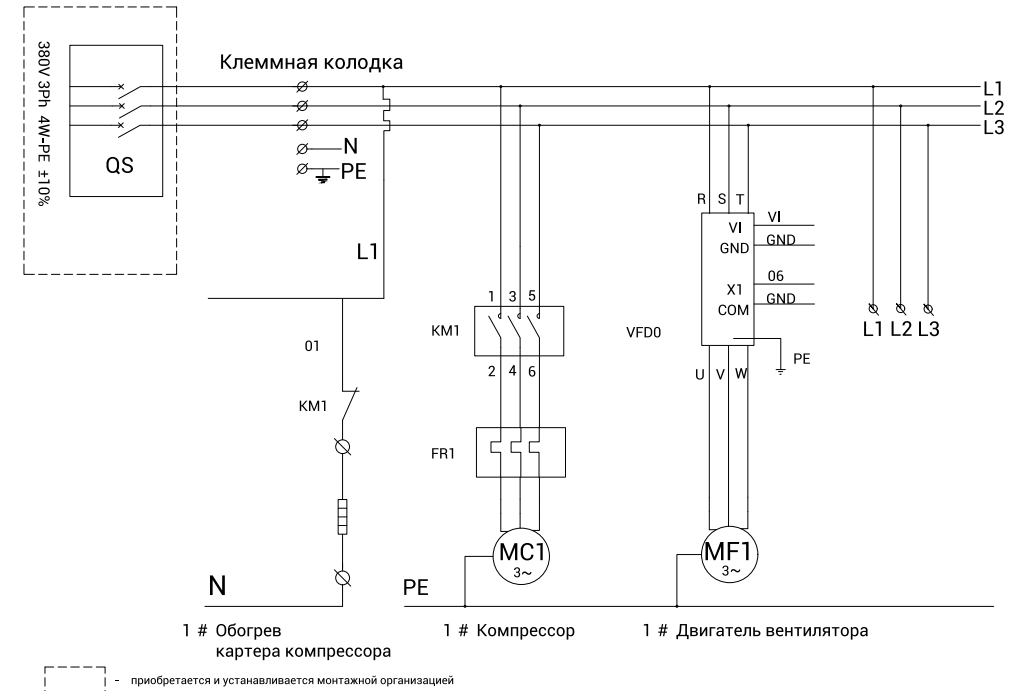 380V 3Ph 4W-PE ±10%
QS
Клеммная колодка
L1
L2
L3
N
PE
L1
R S T
VI
VI
GND
GND
X1
06
COM
GND
1 3 5
KM1
VFD0
L1 L2 L3
01
2 4 6
U V W
PE
KM1
FR1
MC1
3~
MF1
3~
N
PE
1 # Обогрев
картера компрессора
1 # Компрессор
1 # Двигатель вентилятора
- приобретается и устанавливается монтажной организацией